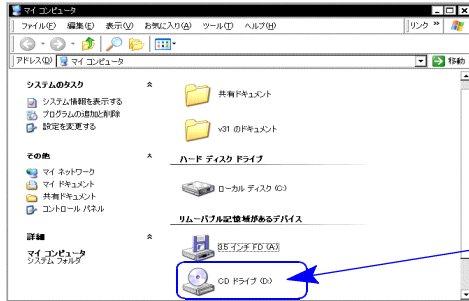 マイ コンピュータ
ファイル(F) 編集(E) 表示(V) お気に入り(A) ツール(T) ヘルプ(H) リンク »
アドレス(D) マイ コンピュータ 移動
システムのタスク
システム情報を表示する
プログラムの追加と削除
設定を変更する
その他
マイ ネットワーク
マイ ドキュメント
共有ドキュメント
コントロール パネル
詳細
マイ コンピュータ
システム フォルダ
共有ドキュメント
v31 のドキュメント
ハード ディスク ドライブ
ローカル ディスク (C:)
リムーバブル記憶域があるデバイス
3.5 インチ FD (A:)
CD ドライブ (D:)